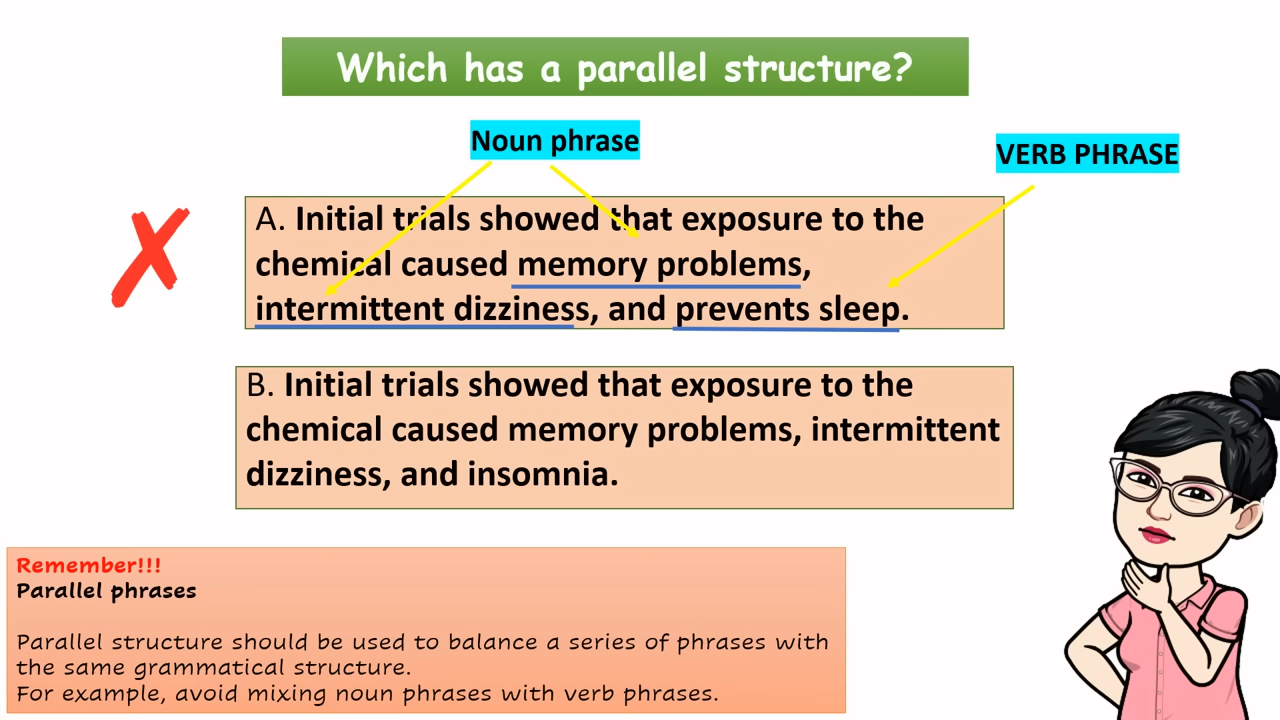 Which has a parallel structure?
Noun phrase
VERB PHRASE
A. Initial trials showed that exposure to the
chemical caused memory problems,
intermittent dizziness, and prevents sleep.
B. Initial trials showed that exposure to the
chemical caused memory problems, intermittent
dizziness, and insomnia.
Remember!!!
Parallel phrases
Parallel structure should be used to balance a series of phrases with
the same grammatical structure.
For example, avoid mixing noun phrases with verb phrases.